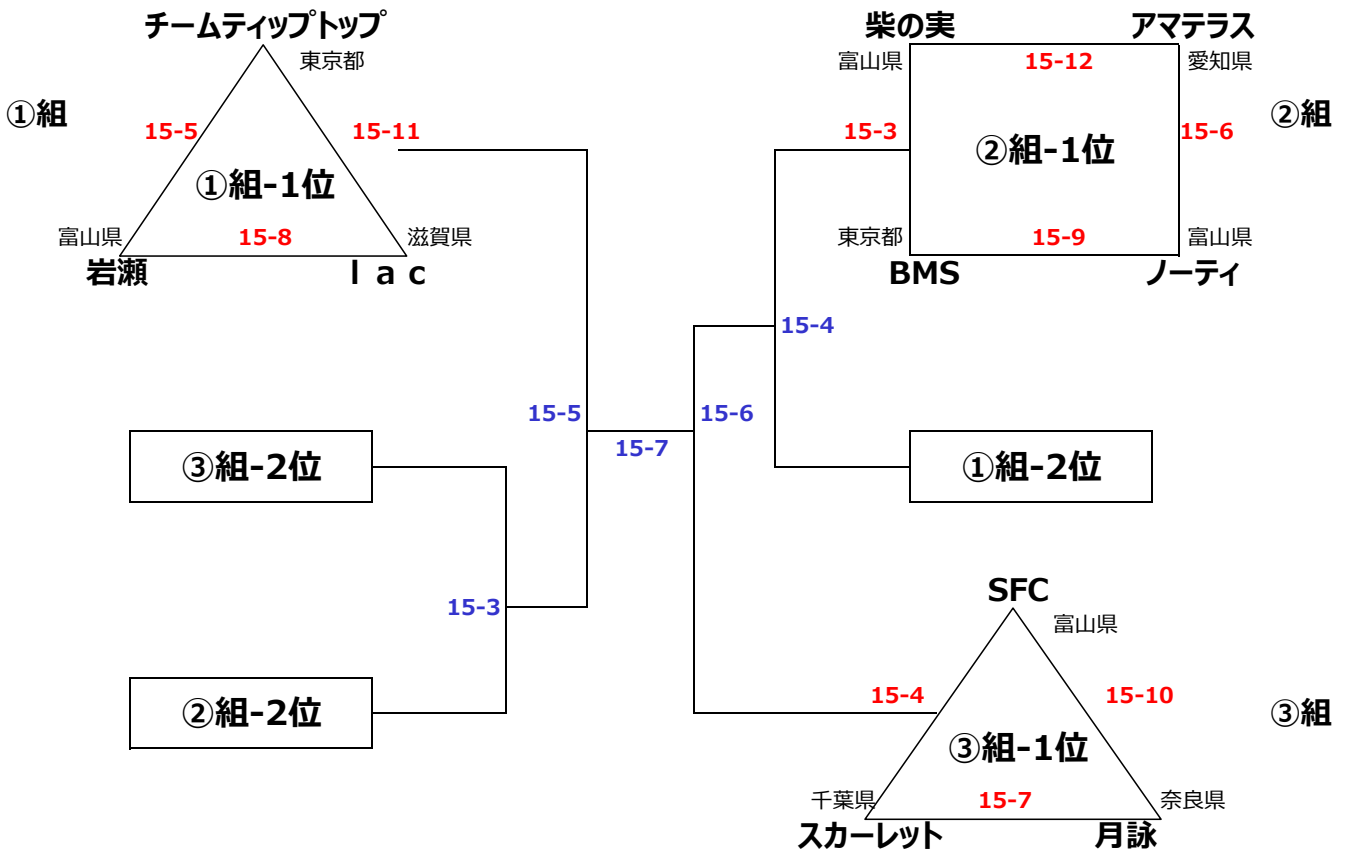 チームティップトップ
東京都
①組
15-5
15-11
①組-1位
富山県
15-8
滋賀県
岩瀬
ｌａｃ
柴の実
アマテラス
富山県
15-12
愛知県
15-3
②組-1位
15-6
②組
東京都
15-9
富山県
BMS
ノーティ
15-4
15-5
15-7
15-6
③組-2位
①組-2位
15-3
②組-2位
SFC
富山県
15-4
15-10
③組
③組-1位
千葉県
15-7
奈良県
スカーレット
月詠